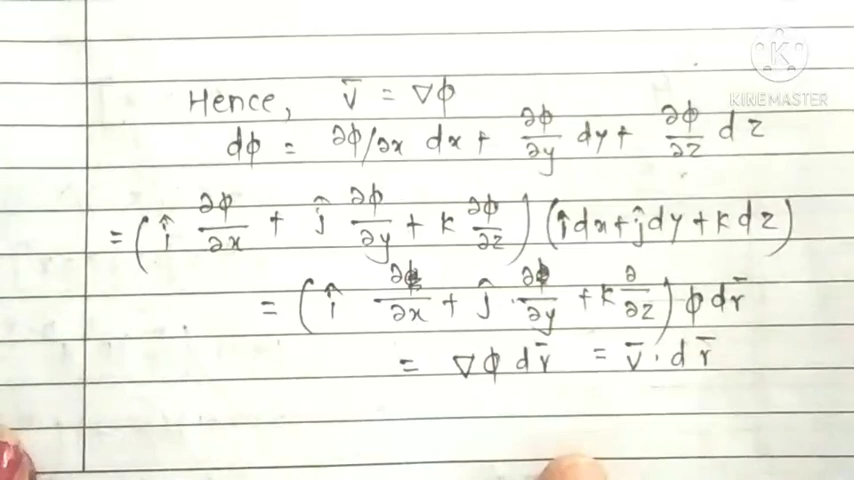 K
KINEMASTER
Hence, v̄ = ∇ϕ
dϕ = ∂ϕ/∂x dx + ∂ϕ/∂y dy + ∂ϕ/∂z dz
= (î ∂ϕ/∂x + ĵ ∂ϕ/∂y + k ∂ϕ/∂z) (îdx + ĵdy + kdz)
= (î ∂ϕ/∂x + ĵ · ∂ϕ/∂y + k ∂/∂z) ϕ dr̄
= ∇ϕ dr̄ = v̄ · dr̄